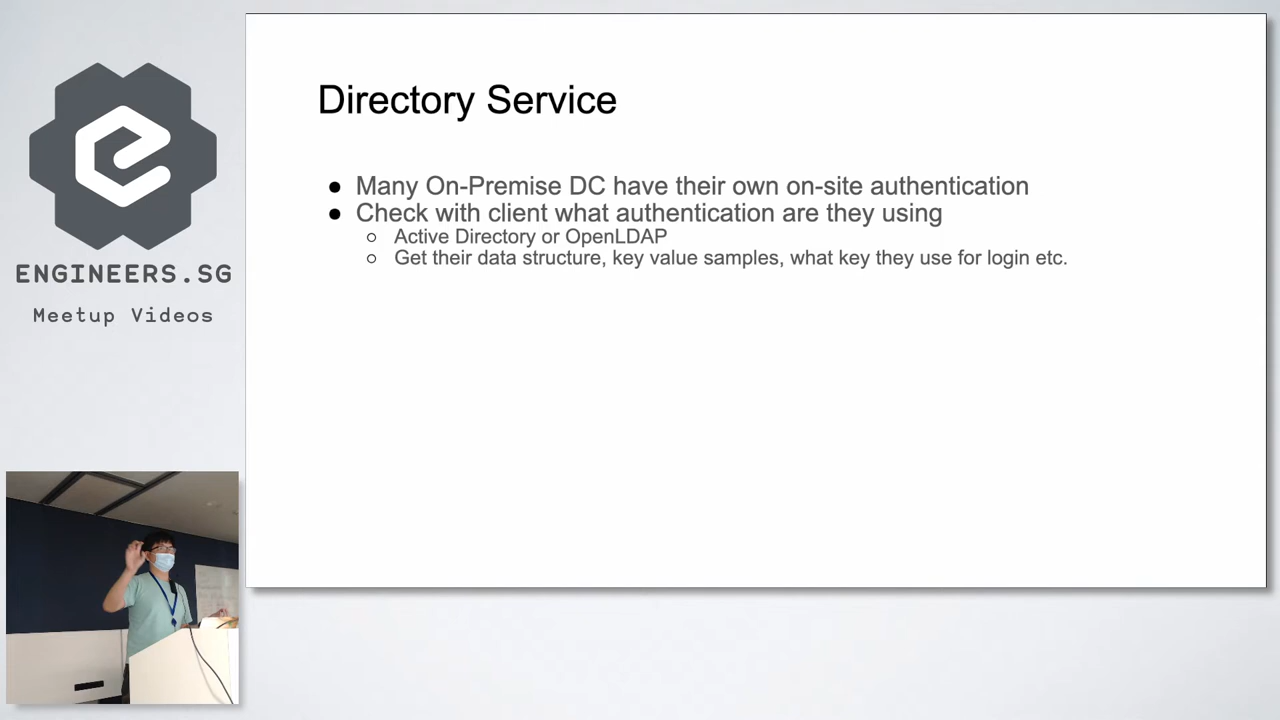 Directory Service
● Many On-Premise DC have their own on-site authentication
● Check with client what authentication are they using
○ Active Directory or OpenLDAP
○ Get their data structure, key value samples, what key they use for login etc.
ENGINEERS.SG
Meetup Videos